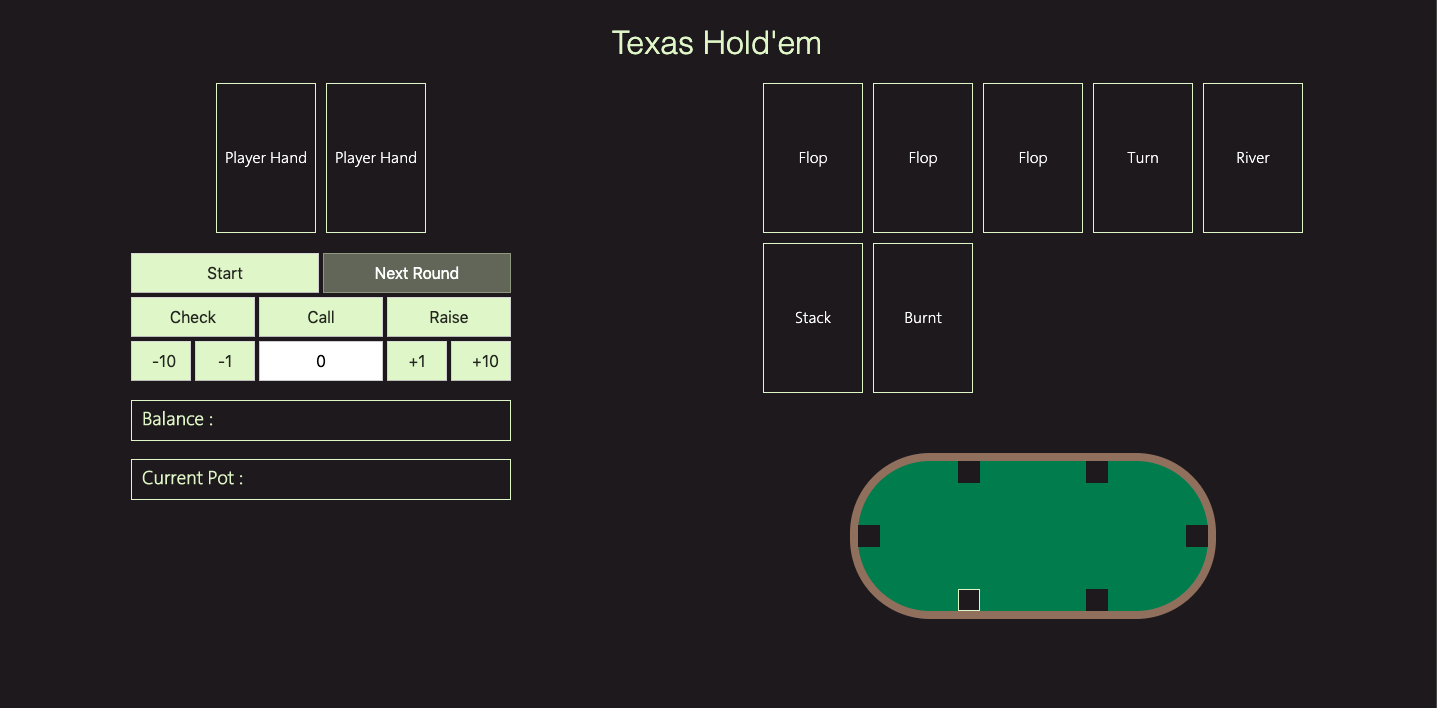 Texas Hold'em
Player Hand Player Hand
Flop Flop Flop Turn River
Start Next Round
Check Call Raise
-10 -1 0 +1 +10
Stack Burnt
Balance :
Current Pot :